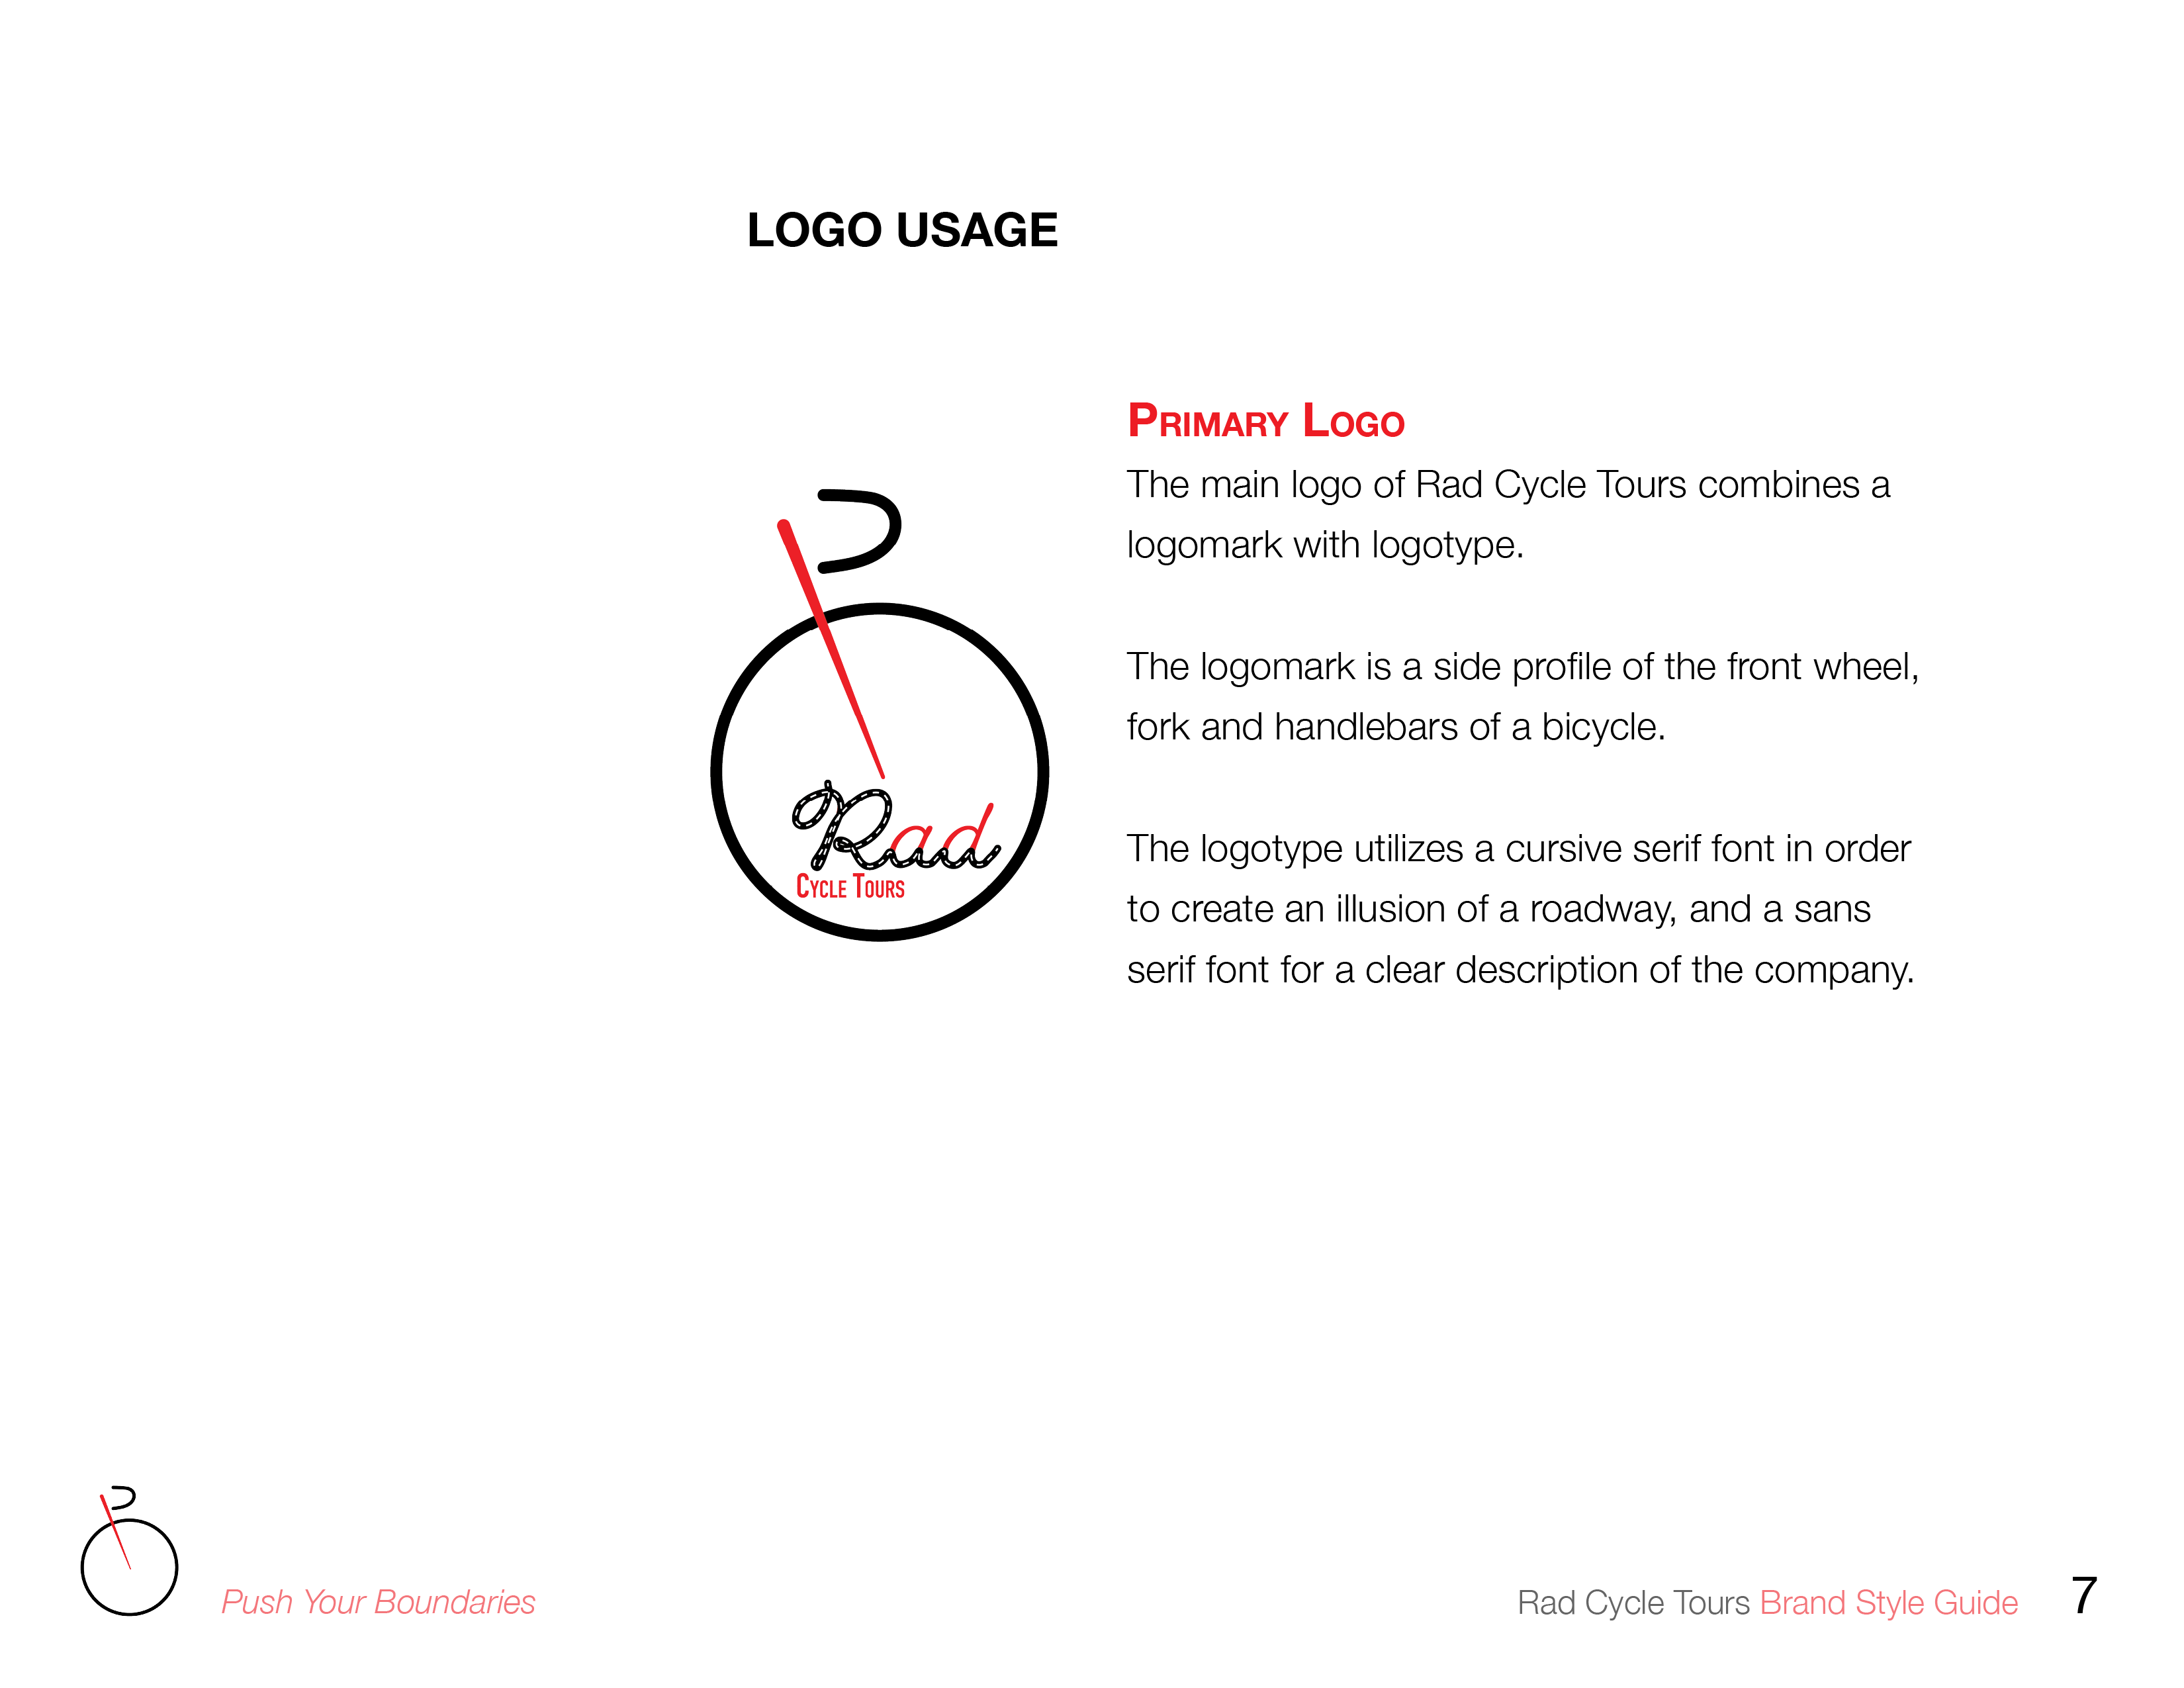 LOGO USAGE
Rad
Cycle Tours
Primary Logo
The main logo of Rad Cycle Tours combines a
logomark with logotype.
The logomark is a side profile of the front wheel,
fork and handlebars of a bicycle.
The logotype utilizes a cursive serif font in order
to create an illusion of a roadway, and a sans
serif font for a clear description of the company.
Push Your Boundaries
Rad Cycle Tours Brand Style Guide 7